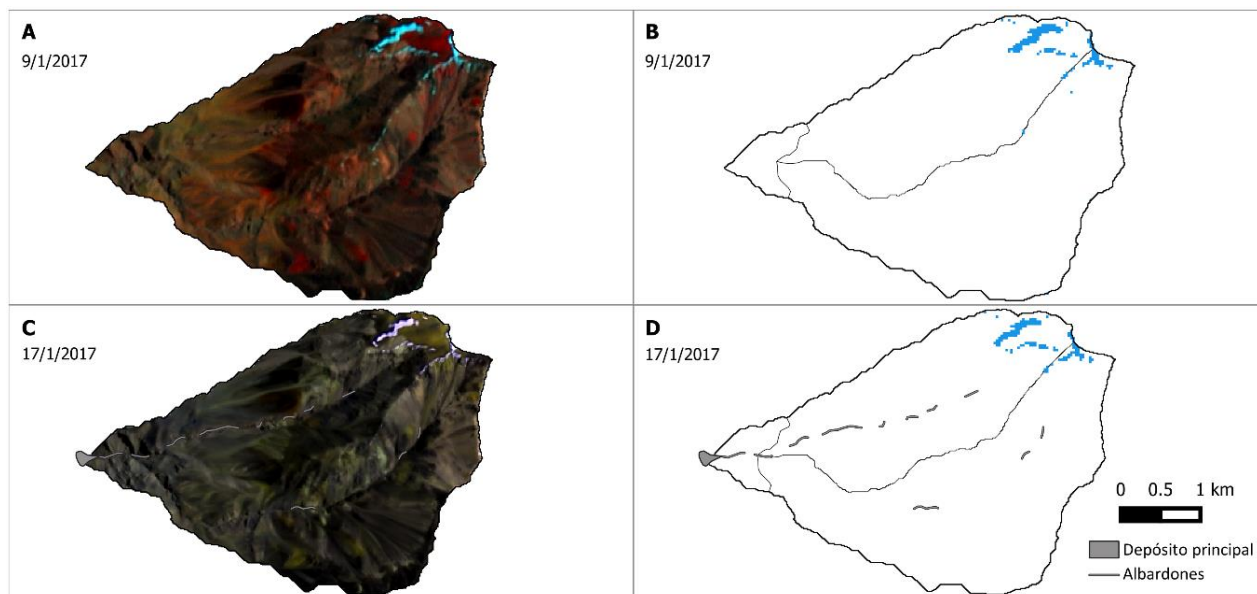 A
9/1/2017
B
9/1/2017
C
17/1/2017
D
17/1/2017
0 0.5 1 km
Depósito principal
Albardones